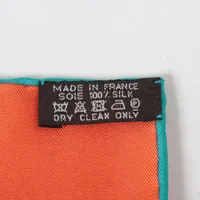 MADE IN FRANCE
SOIE 100% SILK
DRY CLEAN ONLY